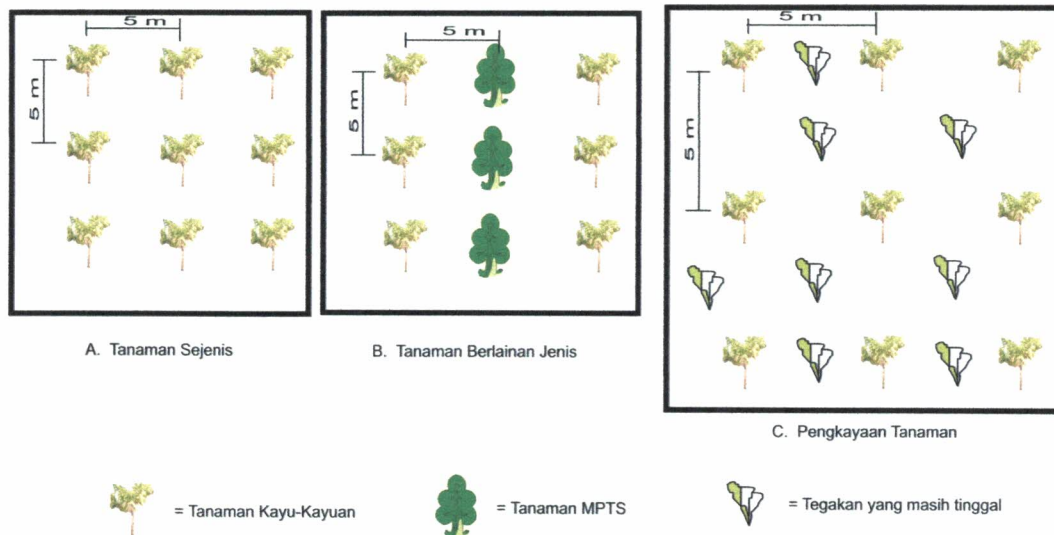 5 m
5 m
A. Tanaman Sejenis
5 m
5 m
B. Tanaman Berlainan Jenis
5 m
5 m
C. Pengkayaan Tanaman
= Tanaman Kayu-Kayuan
= Tanaman MPTS
= Tegakan yang masih tinggal